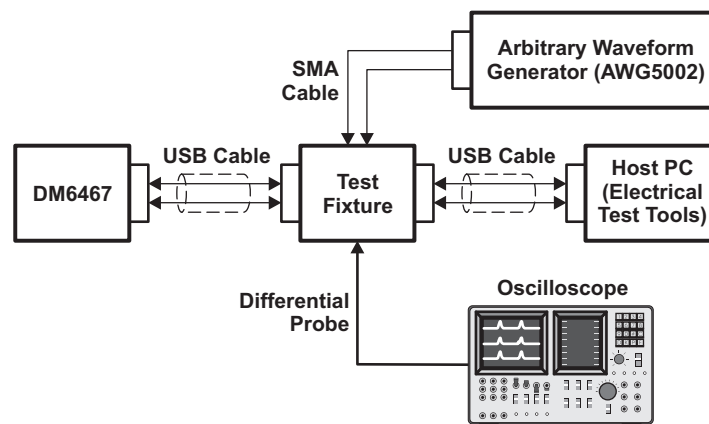 Arbitrary Waveform
Generator (AWG5002)
SMA
Cable
DM6467
USB Cable
Test
Fixture
USB Cable
Host PC
(Electrical
Test Tools)
Differential
Probe
Oscilloscope